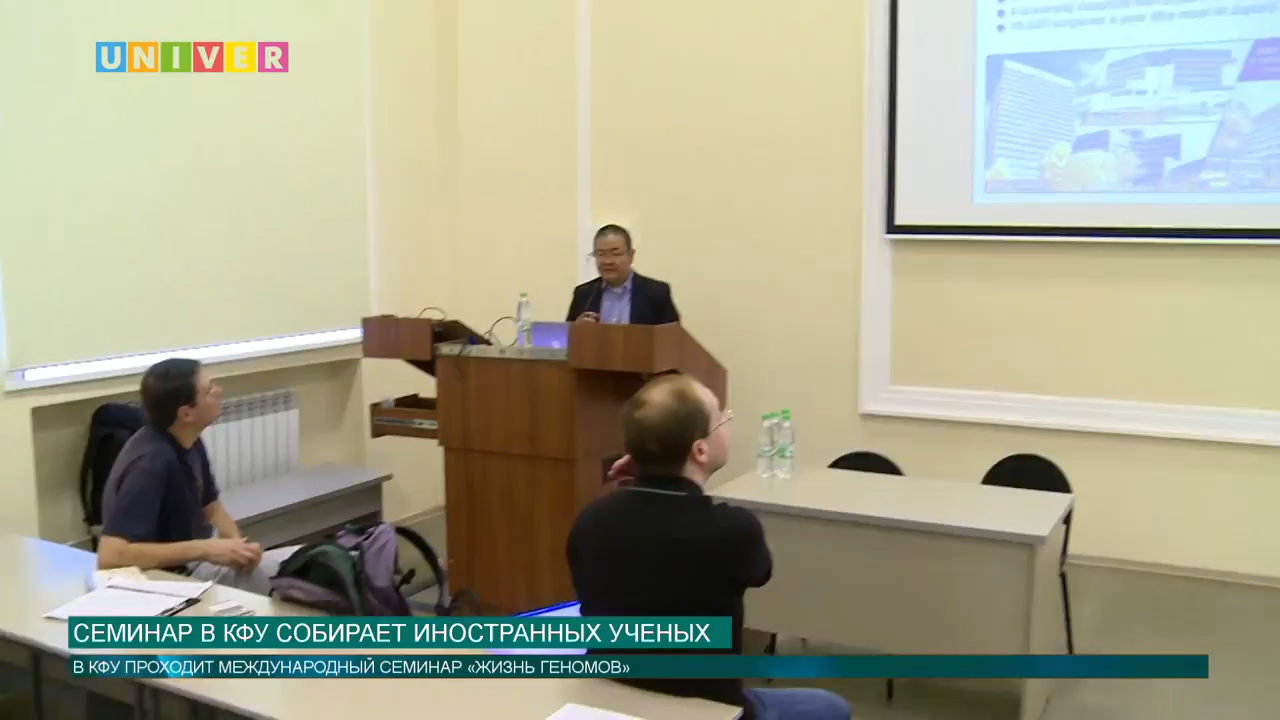 UNIVER
СЕМИНАР В КФУ СОБИРАЕТ ИНОСТРАННЫХ УЧЕНЫХ
В КФУ ПРОХОДИТ МЕЖДУНАРОДНЫЙ СЕМИНАР «ЖИЗНЬ ГЕНОМОВ»